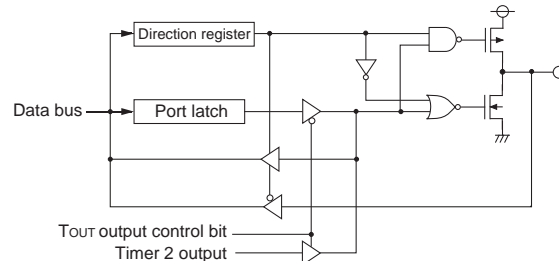 Direction register
Data bus
Port latch
TOUT output control bit
Timer 2 output